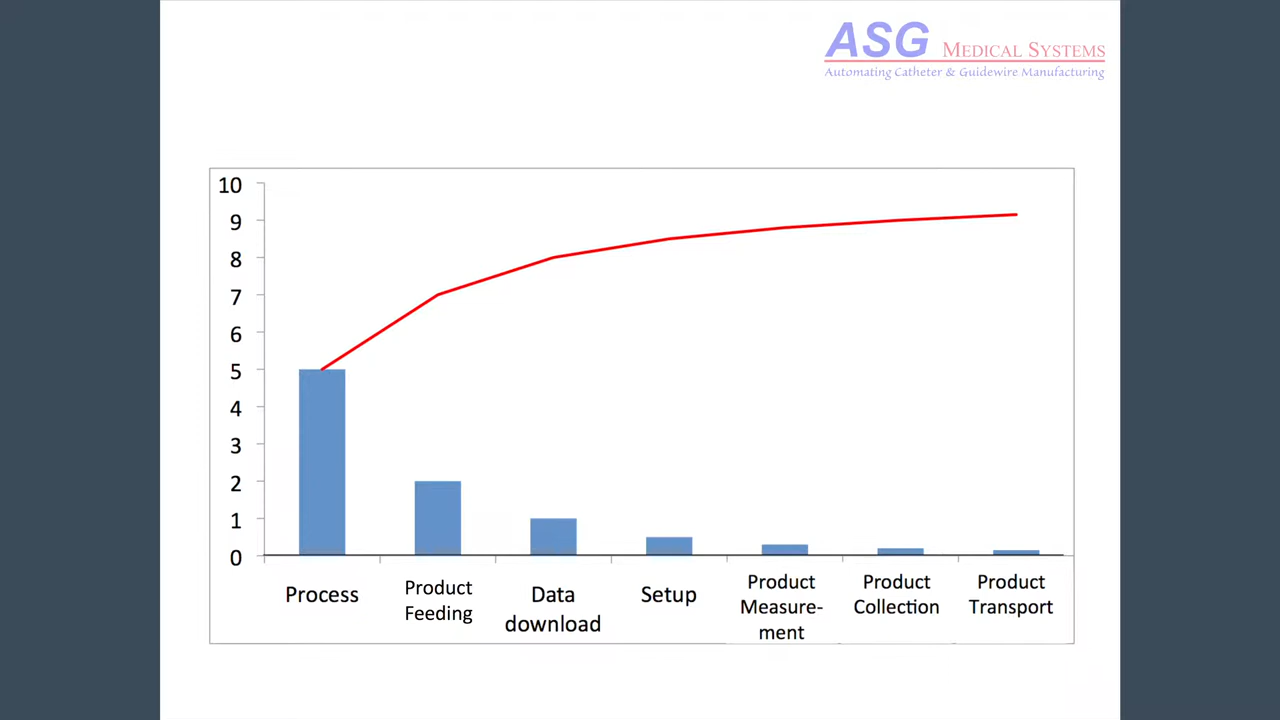 ASG MEDICAL SYSTEMS
Automating Catheter & Guidewire Manufacturing
10
9
8
7
6
5
4
3
2
1
0
Process
Product
Feeding
Data
download
Setup
Product
Measure-
ment
Product
Collection
Product
Transport